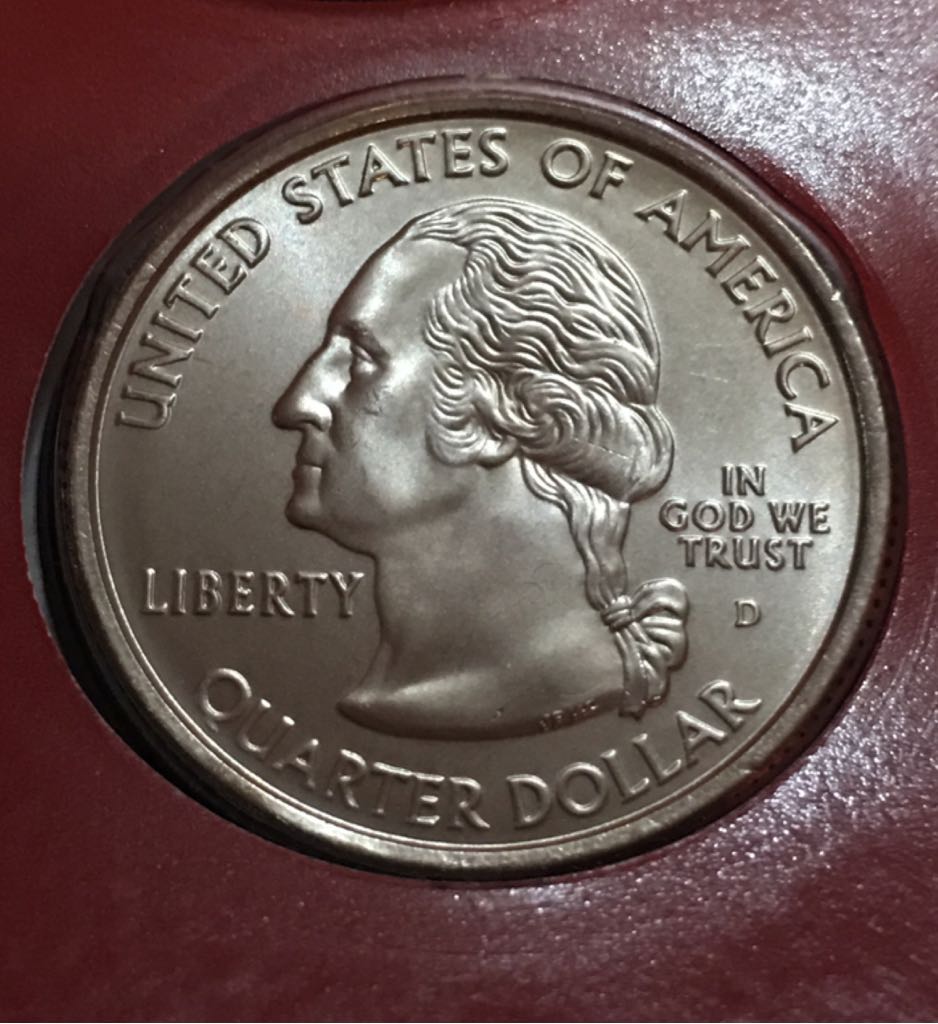 UNITED STATES OF AMERICA
LIBERTY
IN
GOD WE
TRUST
D
QUARTER DOLLAR